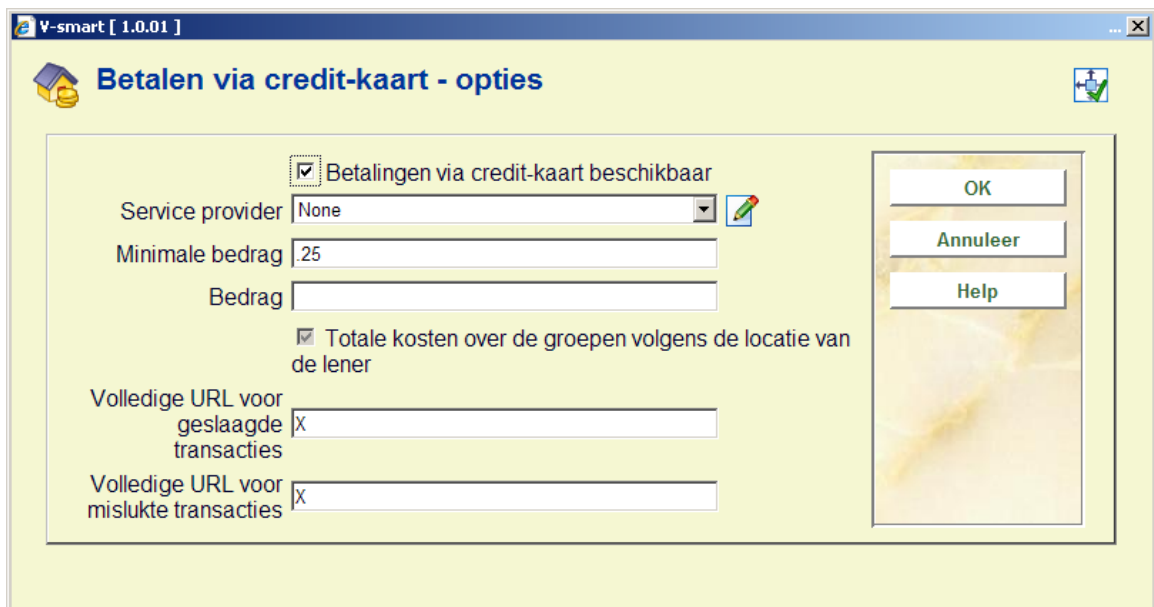 V-smart [ 1.0.01 ]
...
Betalen via credit-kaart - opties
Betalingen via credit-kaart beschikbaar
Service provider None
Minimale bedrag .25
Bedrag
Totale kosten over de groepen volgens de locatie van
de lener
Volledige URL voor
geslaagde X
transacties
Volledige URL voor
mislukte transacties X
OK
Annuleer
Help